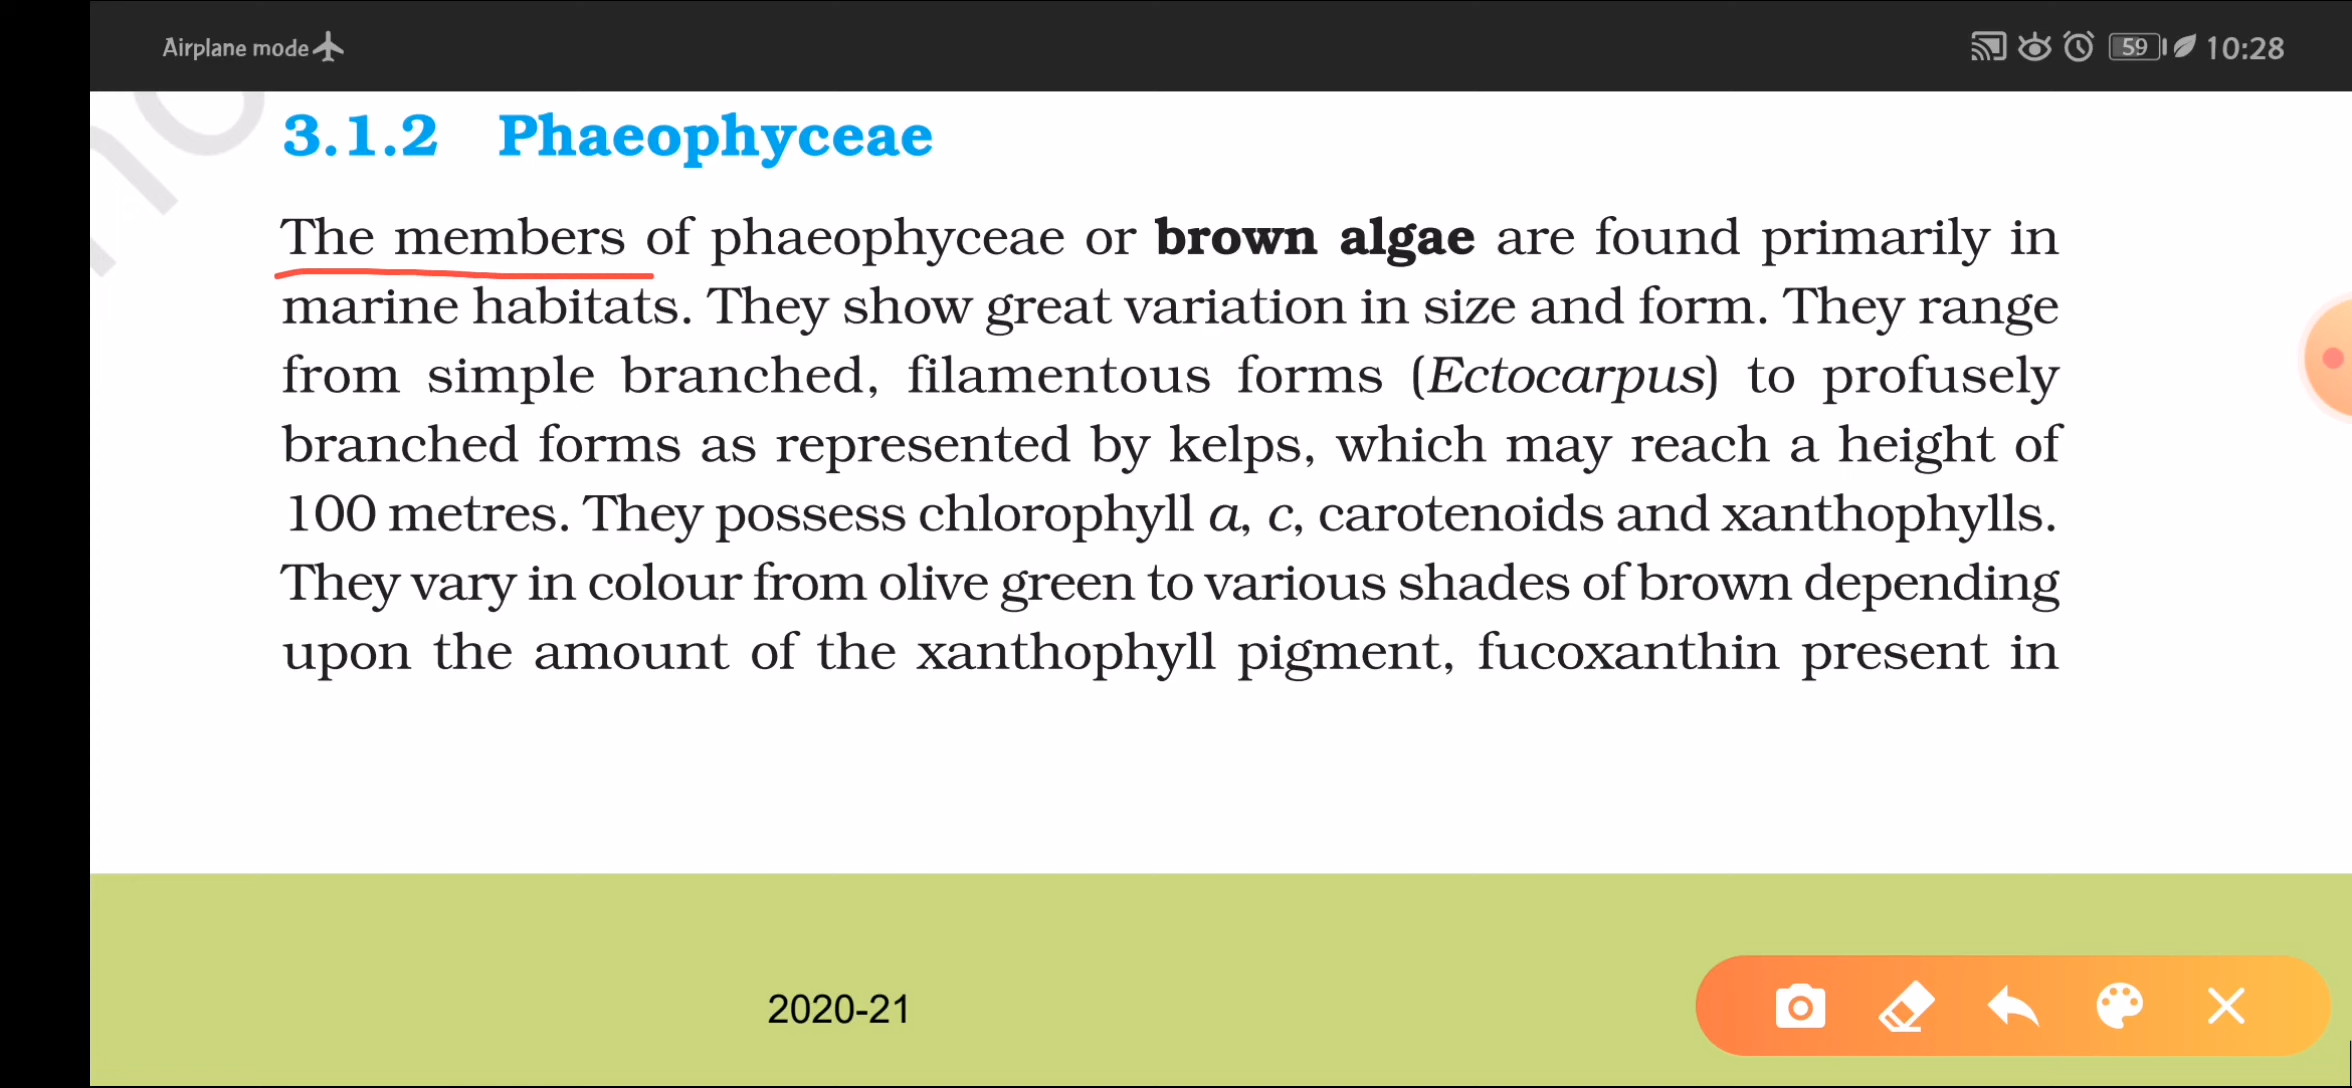 Airplane mode 59 10:28
3.1.2 Phaeophyceae
The members of phaeophyceae or brown algae are found primarily in
marine habitats. They show great variation in size and form. They range
from simple branched, filamentous forms (Ectocarpus) to profusely
branched forms as represented by kelps, which may reach a height of
100 metres. They possess chlorophyll a, c, carotenoids and xanthophylls.
They vary in colour from olive green to various shades of brown depending
upon the amount of the xanthophyll pigment, fucoxanthin present in
2020-21